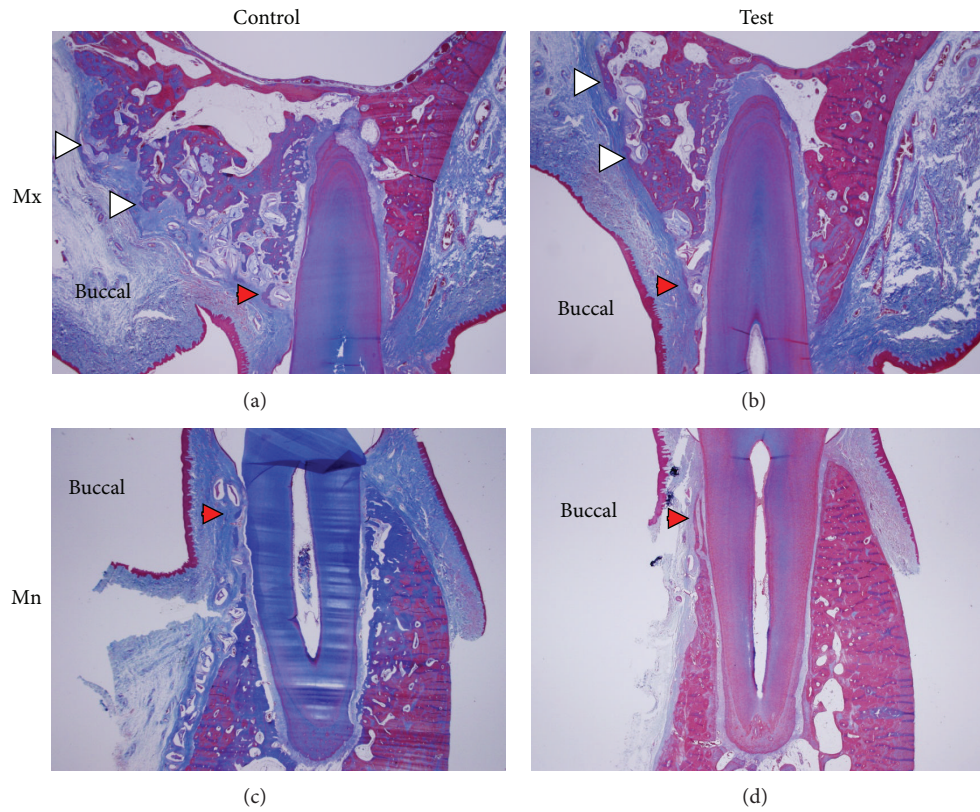 Control
Test
Mx
Buccal
Buccal
(a)
(b)
Mn
Buccal
Buccal
(c)
(d)